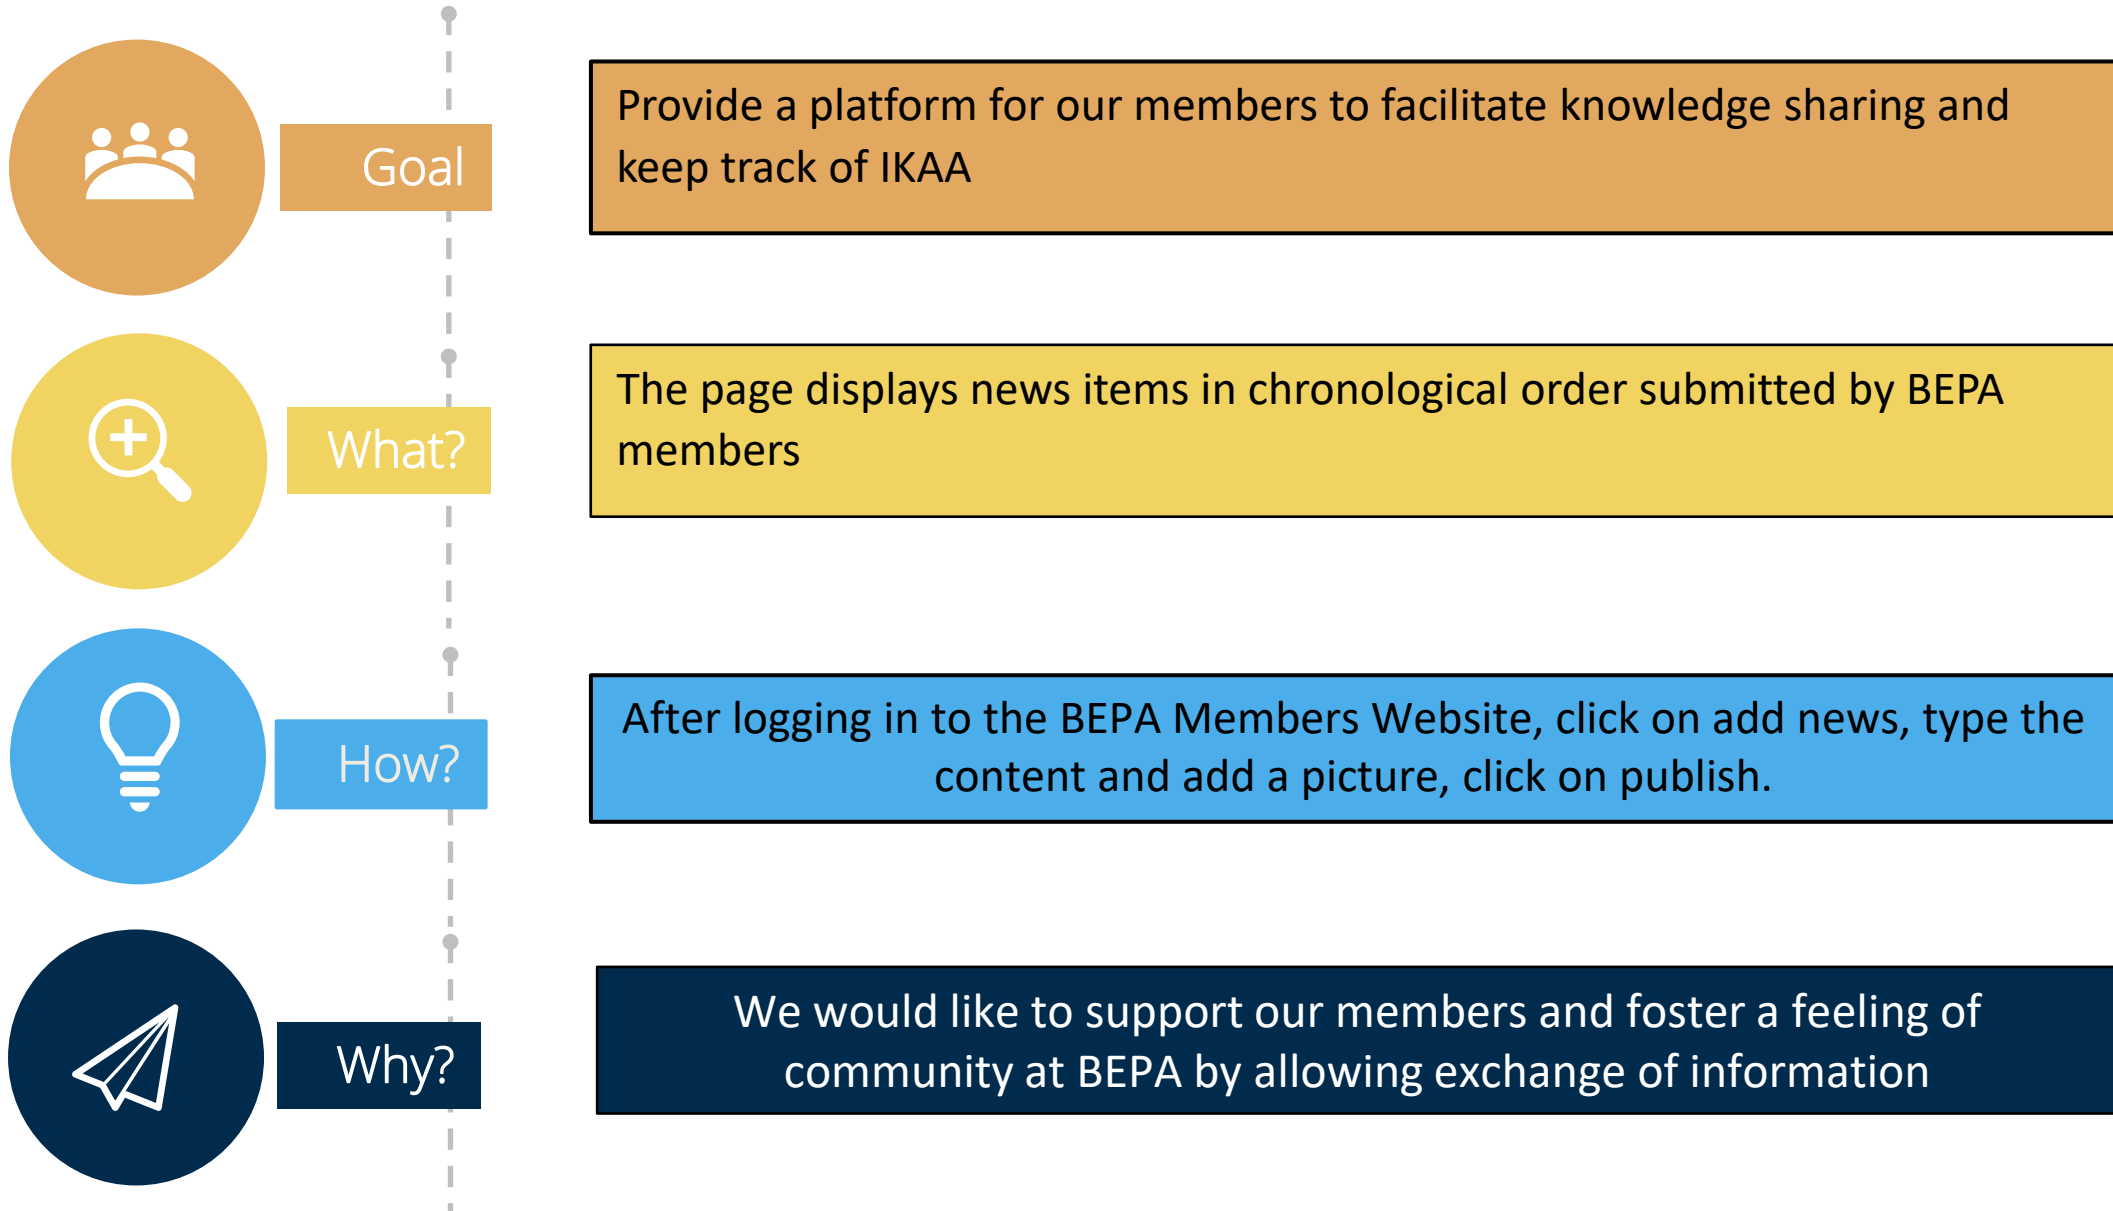 Goal
Provide a platform for our members to facilitate knowledge sharing and
keep track of IKAA
What?
The page displays news items in chronological order submitted by BEPA
members
How?
After logging in to the BEPA Members Website, click on add news, type the
content and add a picture, click on publish.
Why?
We would like to support our members and foster a feeling of
community at BEPA by allowing exchange of information